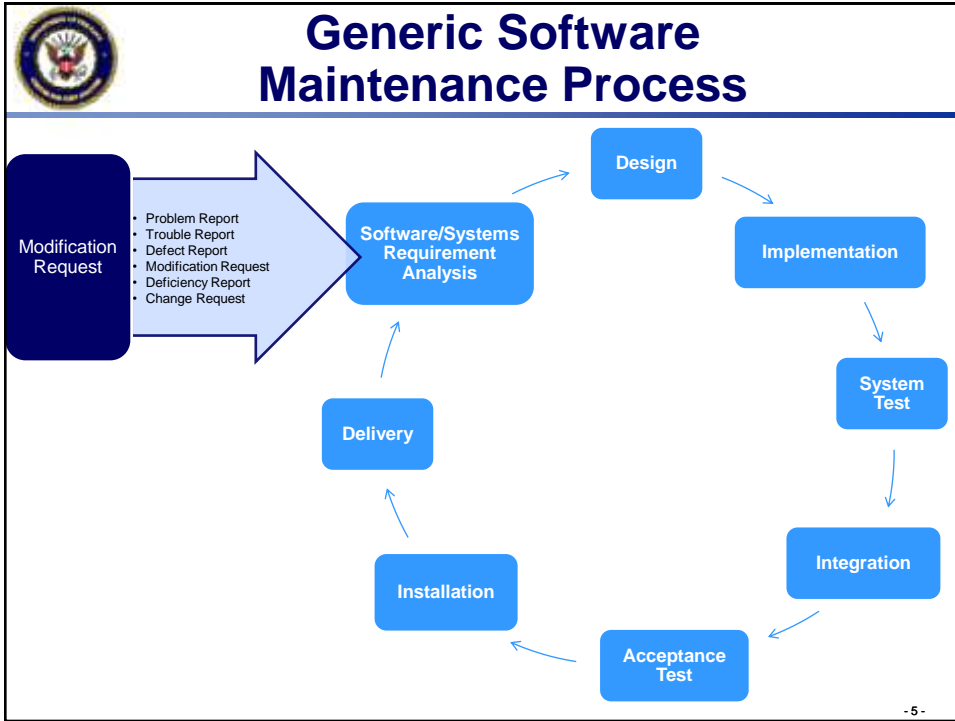 Generic Software
Maintenance Process
Modification
Request
• Problem Report
• Trouble Report
• Defect Report
• Modification Request
• Deficiency Report
• Change Request
Software/Systems
Requirement
Analysis
Design
Implementation
System
Test
Integration
Acceptance
Test
Installation
Delivery
- 5 -